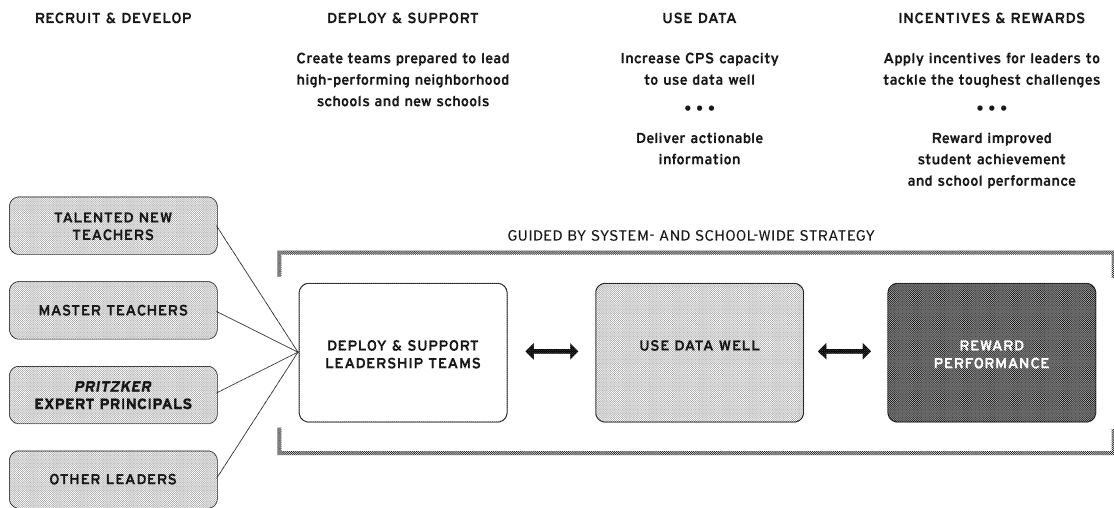 RECRUIT & DEVELOP
DEPLOY & SUPPORT
Create teams prepared to lead
high-performing neighborhood
schools and new schools
USE DATA
Increase CPS capacity
to use data well
•••
Deliver actionable
information
INCENTIVES & REWARDS
Apply incentives for leaders to
tackle the toughest challenges
•••
Reward improved
student achievement
and school performance
TALENTED NEW
TEACHERS
MASTER TEACHERS
PRITZKER
EXPERT PRINCIPALS
OTHER LEADERS
GUIDED BY SYSTEM- AND SCHOOL-WIDE STRATEGY
DEPLOY & SUPPORT
LEADERSHIP TEAMS
USE DATA WELL
REWARD
PERFORMANCE